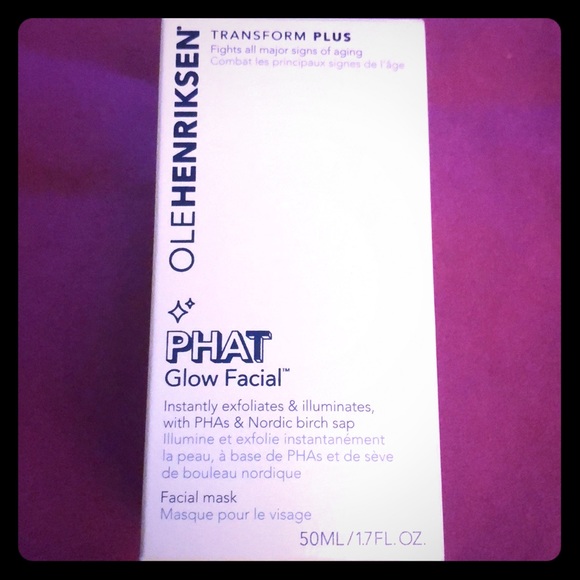 OLEHENRIKSEN®
TRANSFORM PLUS
Fights all major signs of aging
Combat les principaux signes de l'âge
PHAT
Glow Facial™
Instantly exfoliates & illuminates,
with PHAs & Nordic birch sap
Illumine et exfolie instantanément
la peau, à base de PHAs et de sève
de bouleau nordique
Facial mask
Masque pour le visage
50ML/1.7FL.OZ.